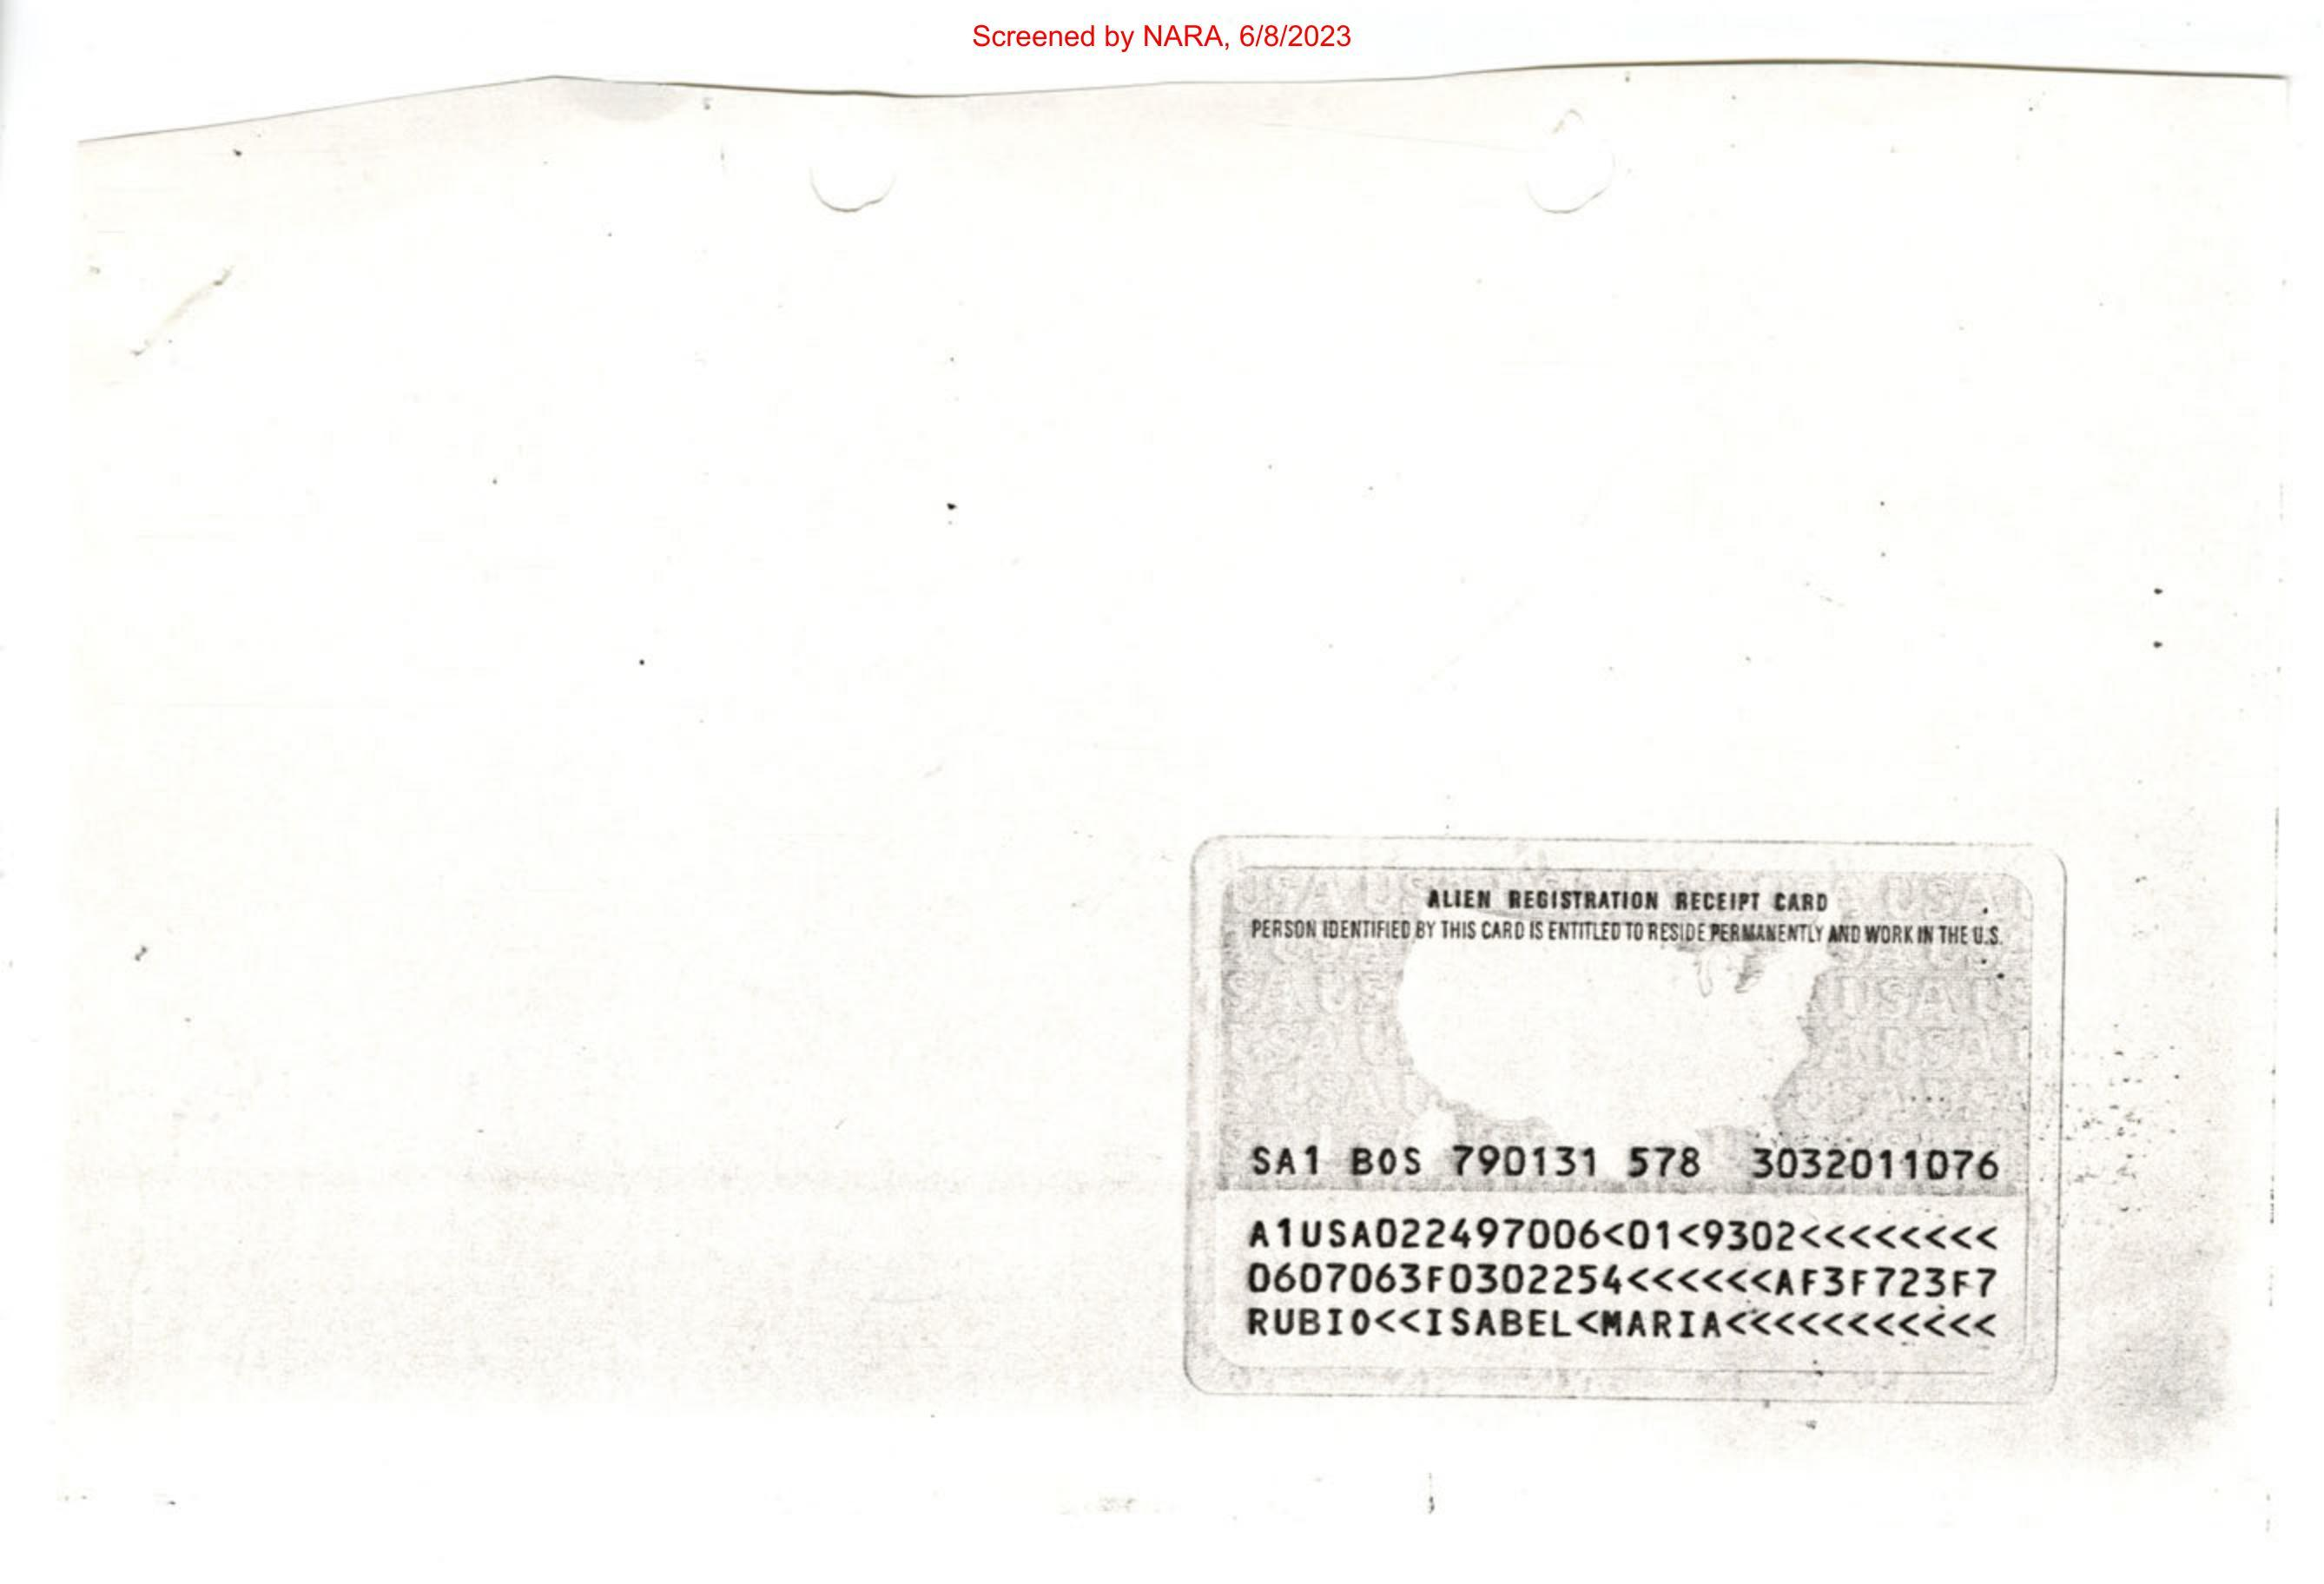 Screened by NARA, 6/8/2023
ALIEN REGISTRATION RECEIPT CARD
PERSON IDENTIFIED BY THIS CARD IS ENTITLED TO RESIDE PERMANENTLY AND WORK IN THE U.S.
SA1 BOS 790131 578 3032011076
A1USA022497006<01<9302<<<<<<<<
0607063F0302254<<<<<<AF3F723F7
RUBIO<<ISABEL<MARIA<<<<<<<<<<<